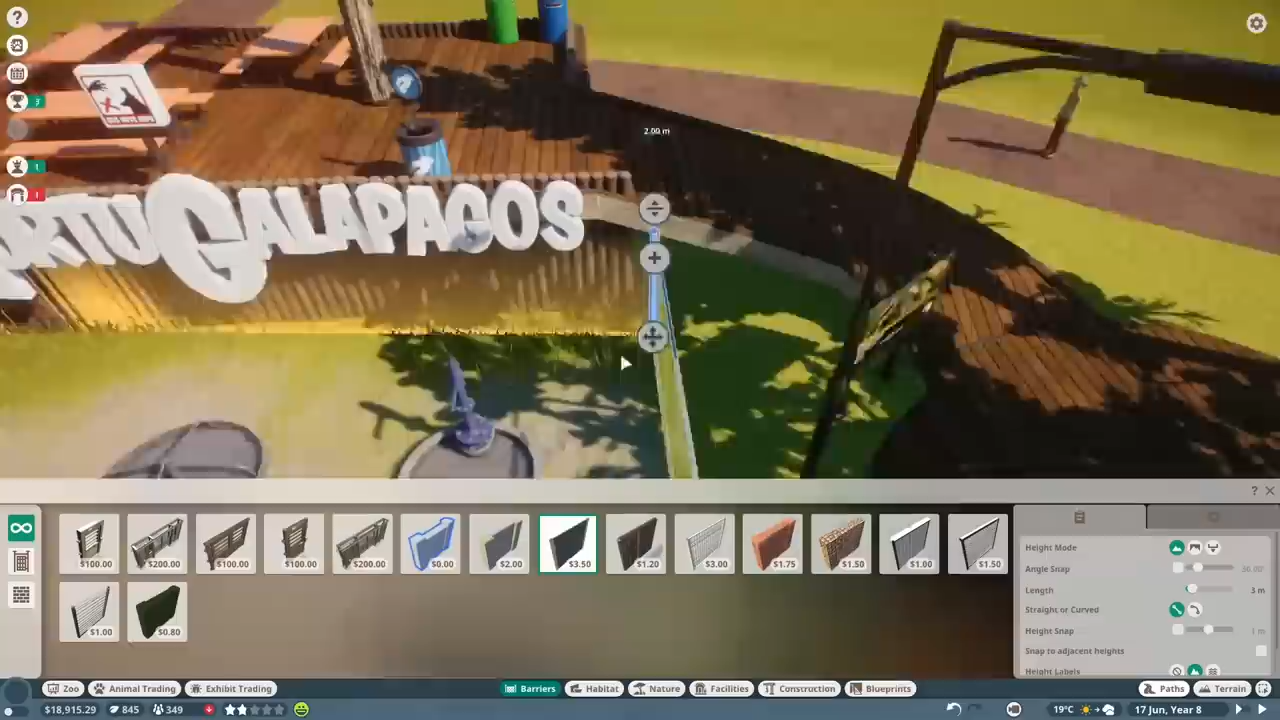 2.00 m
3
1
1
ARTU GALAPAGOS
$100.00
$200.00
$100.00
$100.00
$200.00
$0.00
$2.00
$3.50
$1.20
$3.00
$1.75
$1.50
$1.00
$1.50
$1.00
$0.80
Height Mode
Angle Snap
Length
3 m
Straight or Curved
Height Snap
1 m
Snap to adjacent heights
Height Labels
Zoo
Animal Trading
Exhibit Trading
Barriers
Habitat
Nature
Facilities
Construction
Blueprints
Paths
Terrain
$18,915.29
845
349
19°C
17 Jun, Year 8